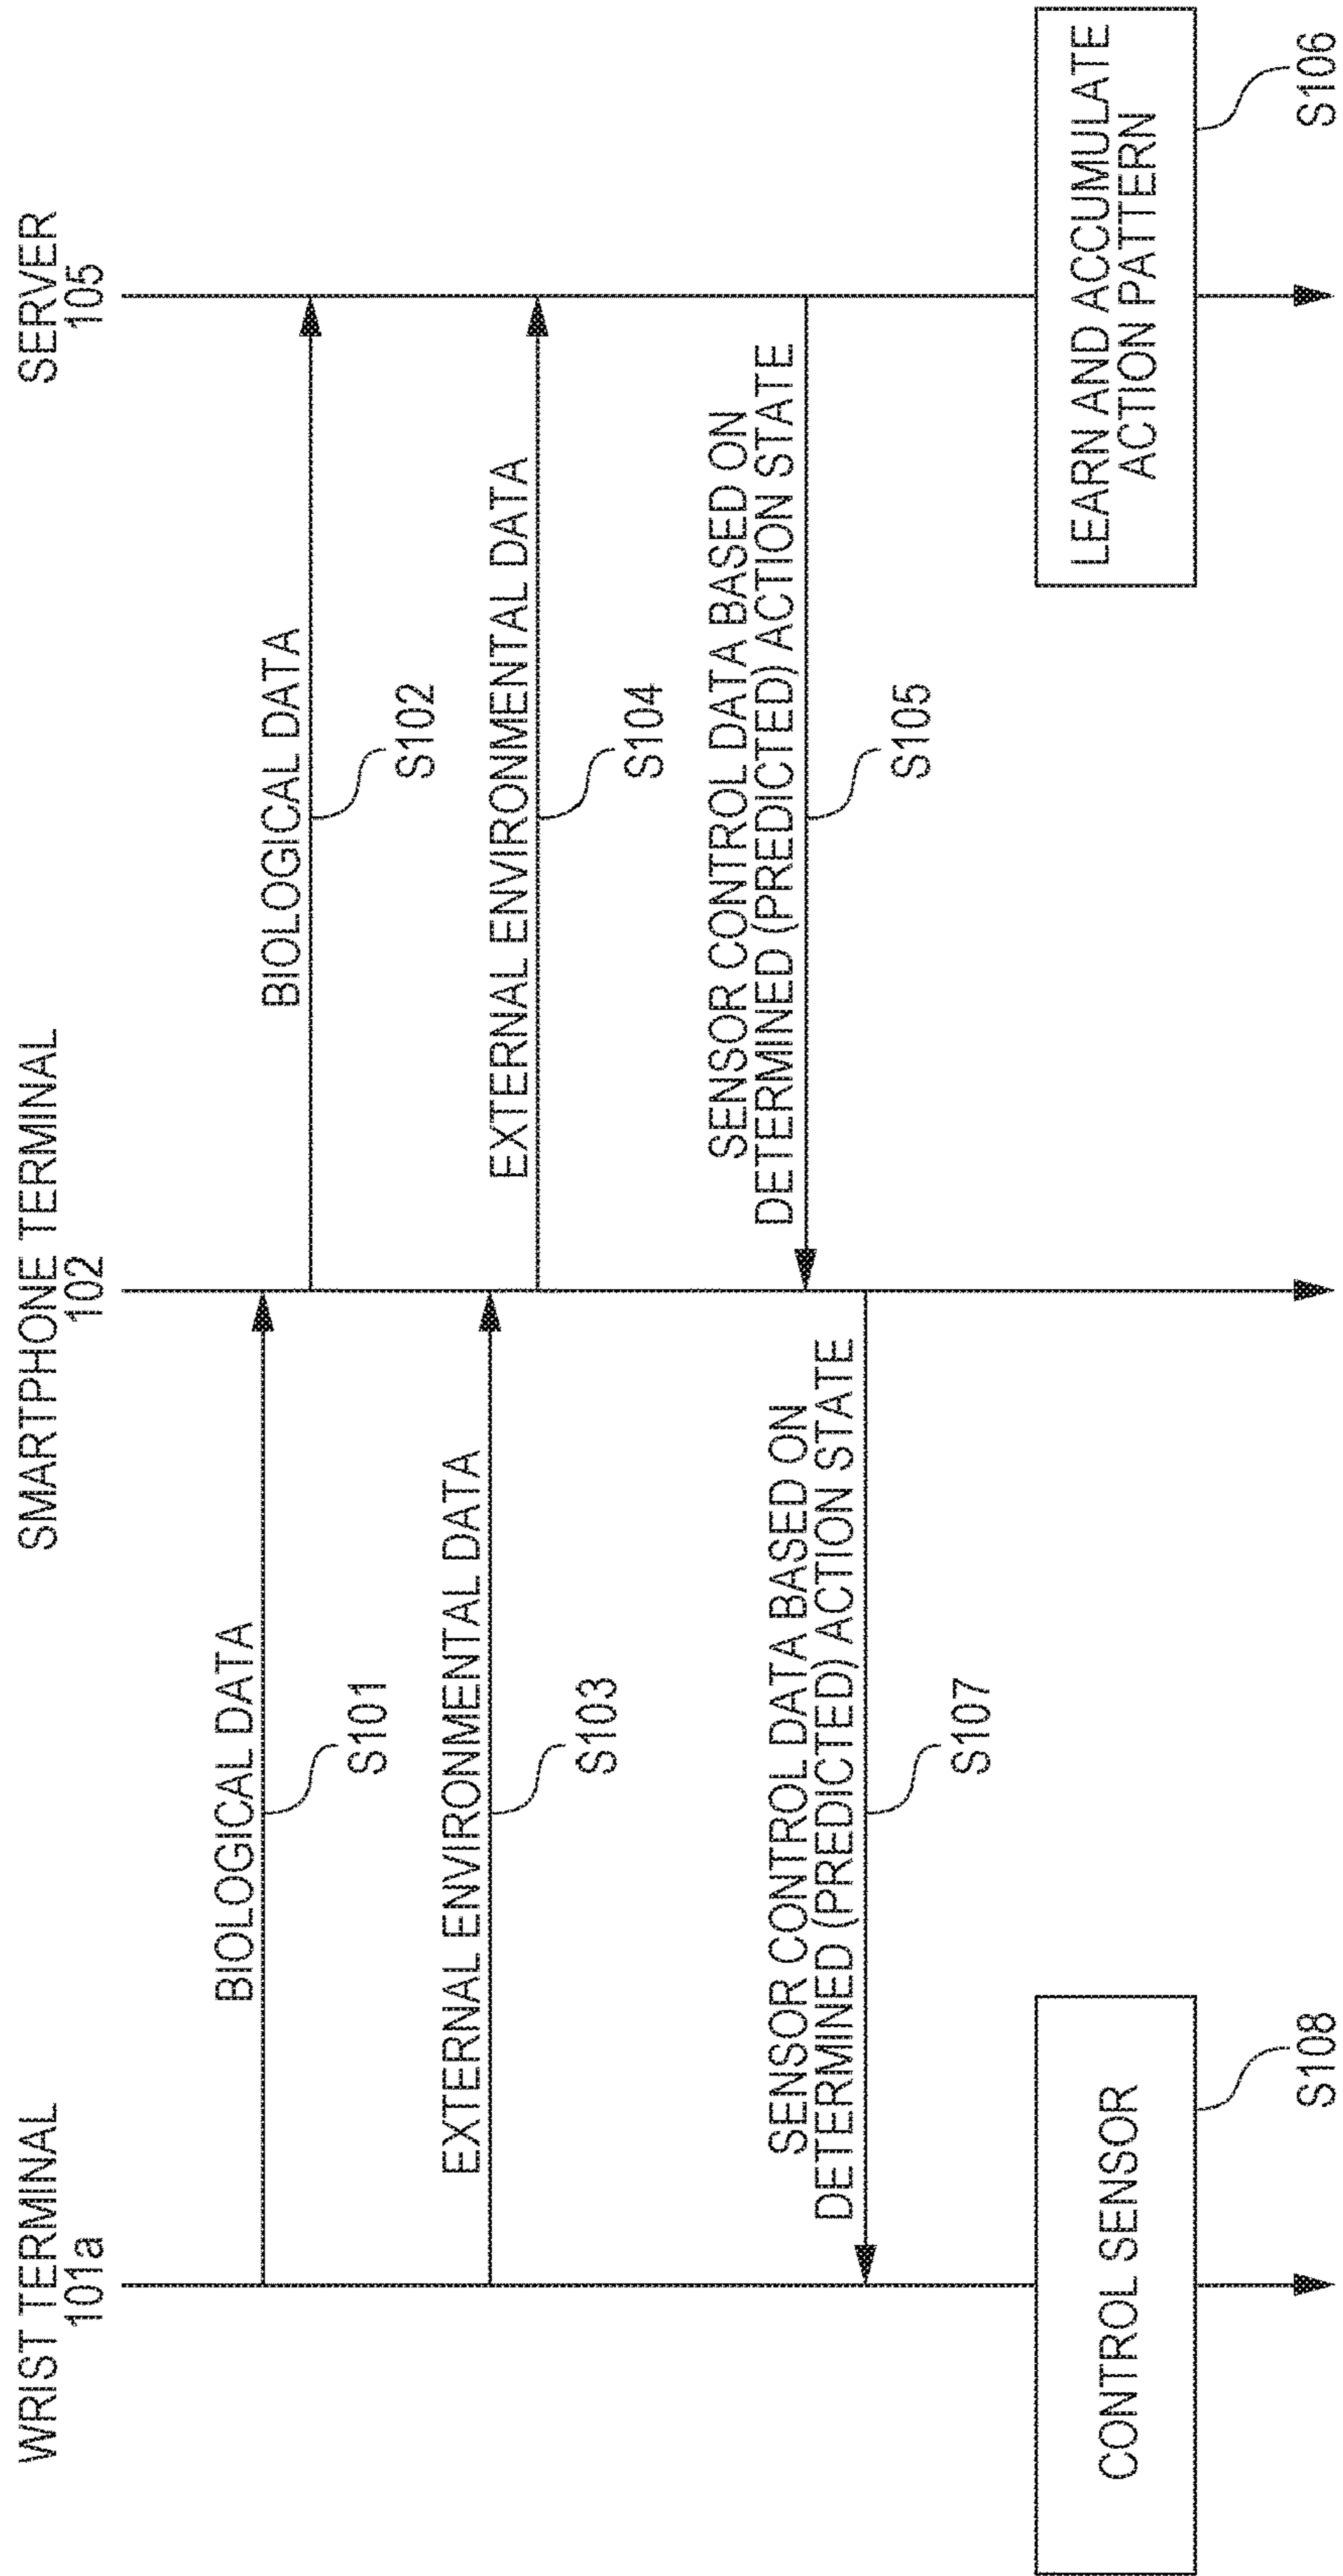 WRIST TERMINAL
101a
SMARTPHONE TERMINAL
102
SERVER
105
BIOLOGICAL DATA
S101
BIOLOGICAL DATA
S102
EXTERNAL ENVIRONMENTAL DATA
S103
EXTERNAL ENVIRONMENTAL DATA
S104
SENSOR CONTROL DATA BASED ON
DETERMINED (PREDICTED) ACTION STATE
S105
SENSOR CONTROL DATA BASED ON
DETERMINED (PREDICTED) ACTION STATE
S107
CONTROL SENSOR
S108
LEARN AND ACCUMULATE
ACTION PATTERN
S106